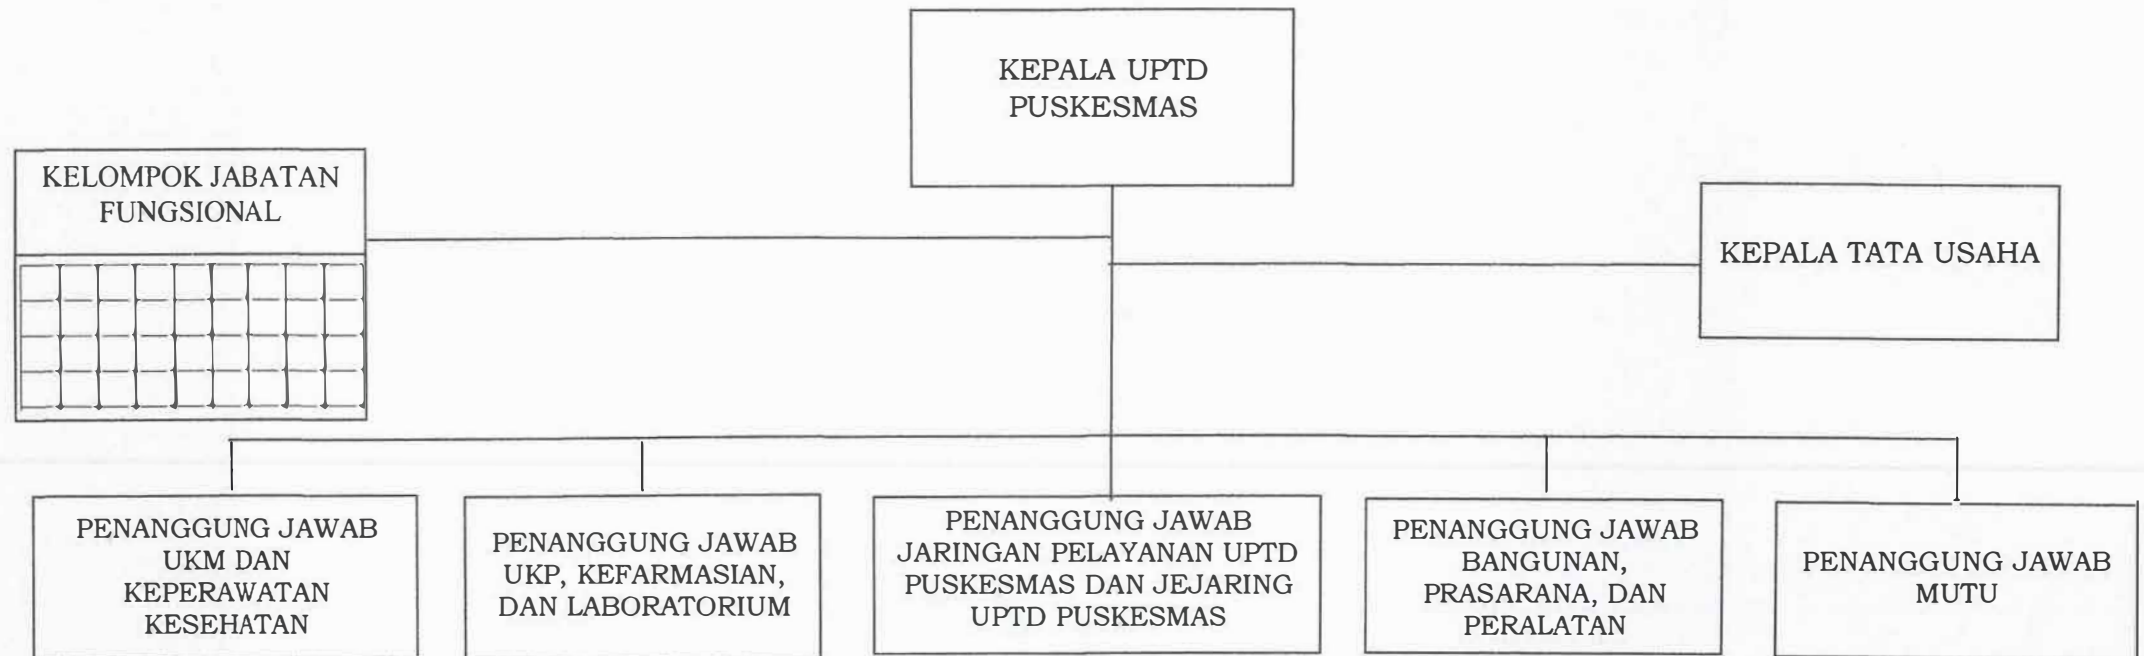 KEPALA UPTD
PUSKESMAS
KELOMPOK JABATAN
FUNGSIONAL
KEPALA TATA USAHA
PENANGGUNG JAWAB
UKM DAN
KEPERAWATAN
KESEHATAN
PENANGGUNG JAWAB
UKP, KEFARMASIAN,
DAN LABORATORIUM
PENANGGUNG JAWAB
JARINGAN PELAYANAN UPTD
PUSKESMAS DAN JEJARING
UPTD PUSKESMAS
PENANGGUNG JAWAB
BANGUNAN,
PRASARANA, DAN
PERALATAN
PENANGGUNG JAWAB
MUTU